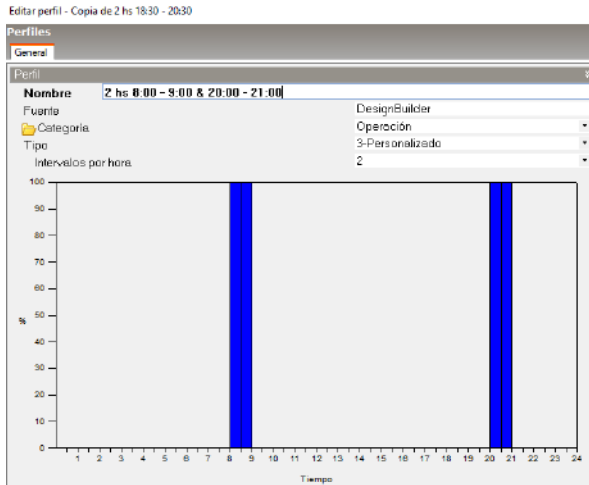 Editar perfil - Copia de 2 hs 18:30 - 20:30
Perfiles
General
Perfil
Nombre 2 hs 8:00 - 9:00 & 20:00 - 21:00
Fuente DesignBuilder
Categoría Operación
Tipo 3-Personalizado
Intervalos por hora 2
100
90
80
70
60
50
%
40
30
20
10
0
1 2 3 4 5 6 7 8 9 10 11 12 13 14 15 16 17 18 19 20 21 22 23 24
Tiempo